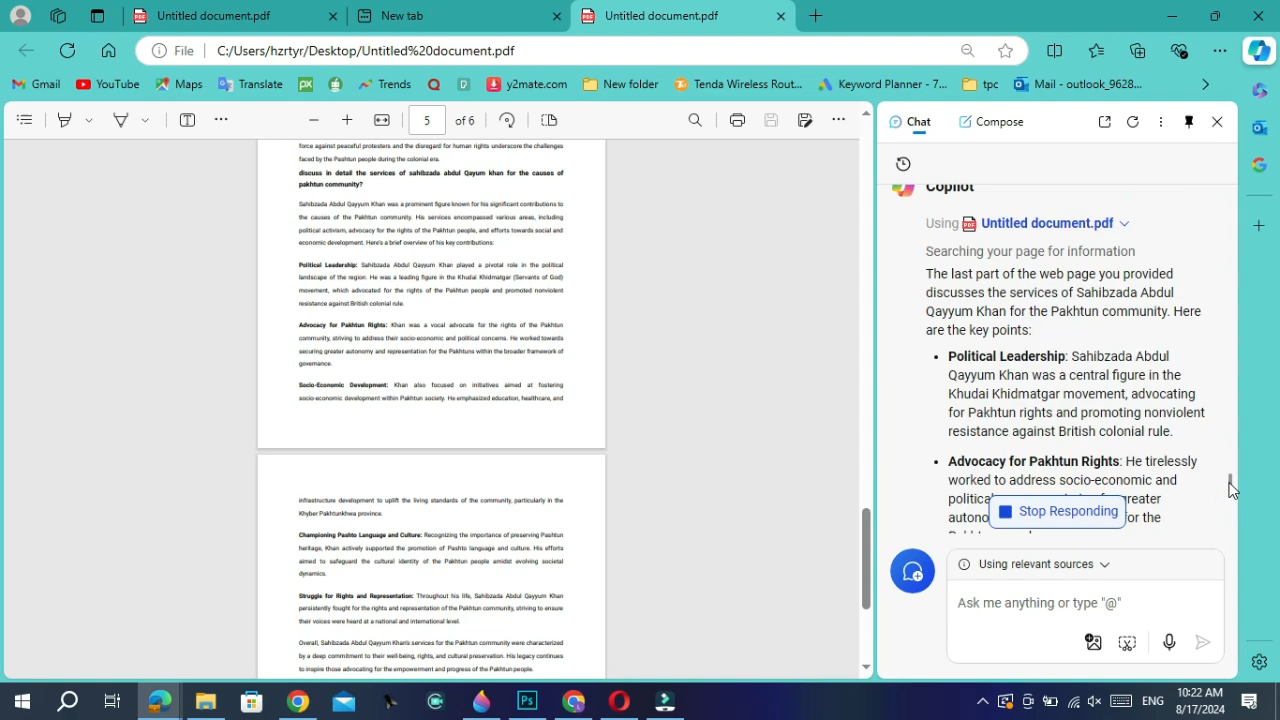 Untitled document.pdf
New tab
Untitled document.pdf
File
C:/Users/hzrtyr/Desktop/Untitled%20document.pdf
Gmail
YouTube
Maps
Translate
px
Trends
y2mate.com
New folder
Tenda Wireless Rout...
Keyword Planner - 7...
tpc
Mail - outlook_628...
5
of 6
Chat
Compose
force against peaceful protesters and the disregard for human rights underscore the challenges
faced by the Pashtun people during the colonial era.
discuss in detail the services of sahibzada abdul Qayum khan for the causes of
pakhtun community?
Sahibzada Abdul Qayyum Khan was a prominent figure known for his significant contributions to
the causes of the Pakhtun community. His services encompassed various areas, including
political activism, advocacy for the rights of the Pakhtun people, and efforts towards social and
economic development. Here's a brief overview of his key contributions:
Political Leadership: Sahibzada Abdul Qayyum Khan played a pivotal role in the political
landscape of the region. He was a leading figure in the Khudai Khidmatgar (Servants of God)
movement, which advocated for the rights of the Pakhtun people and promoted nonviolent
resistance against British colonial rule.
Advocacy for Pakhtun Rights: Khan was a vocal advocate for the rights of the Pakhtun
community, striving to address their socio-economic and political concerns. He worked towards
securing greater autonomy and representation for the Pakhtuns within the broader framework of
governance.
Socio-Economic Development: Khan also focused on initiatives aimed at fostering
socio-economic development within Pakhtun society. He emphasized education, healthcare, and
infrastructure development to uplift the living standards of the community, particularly in the
Khyber Pakhtunkhwa province.
Championing Pashto Language and Culture: Recognizing the importance of preserving Pashtun
heritage, Khan actively supported the promotion of Pashto language and culture. His efforts
aimed to safeguard the cultural identity of the Pakhtun people amidst evolving societal
dynamics.
Struggle for Rights and Representation: Throughout his life, Sahibzada Abdul Qayyum Khan
persistently fought for the rights and representation of the Pakhtun community, striving to ensure
their voices were heard at a national and international level.
Overall, Sahibzada Abdul Qayyum Khan's services for the Pakhtun community were characterized
by a deep commitment to their well-being, rights, and cultural preservation. His legacy continues
to inspire those advocating for the empowerment and progress of the Pakhtun people.
Copilot
Using Untitled document.pdf
The last part of the document
discusses the services of Sahibzada Abdul
Qayyum Khan for the Pakhtun community. Here
are the key points:
• Political Leadership: Sahibzada Abdul
Qayyum Khan played a crucial role in the
Khudai Khidmatgar movement, advocating
for Pakhtun rights and promoting nonviolent
resistance against British colonial rule.
• Advocacy for Pakhtun Rights: He tirelessly
worked to address socio-economic and
Stop Responding
Using relevant sources
Ask me anything or type "@"
ENG
8:22 AM
8/17/2024
Ps